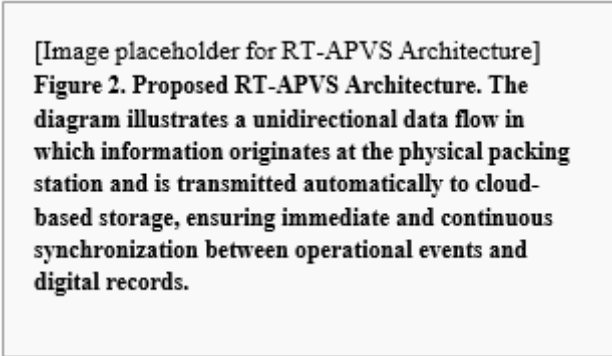 [Image placeholder for RT-APVS Architecture]
Figure 2. Proposed RT-APVS Architecture. The
diagram illustrates a unidirectional data flow in
which information originates at the physical packing
station and is transmitted automatically to cloud-
based storage, ensuring immediate and continuous
synchronization between operational events and
digital records.